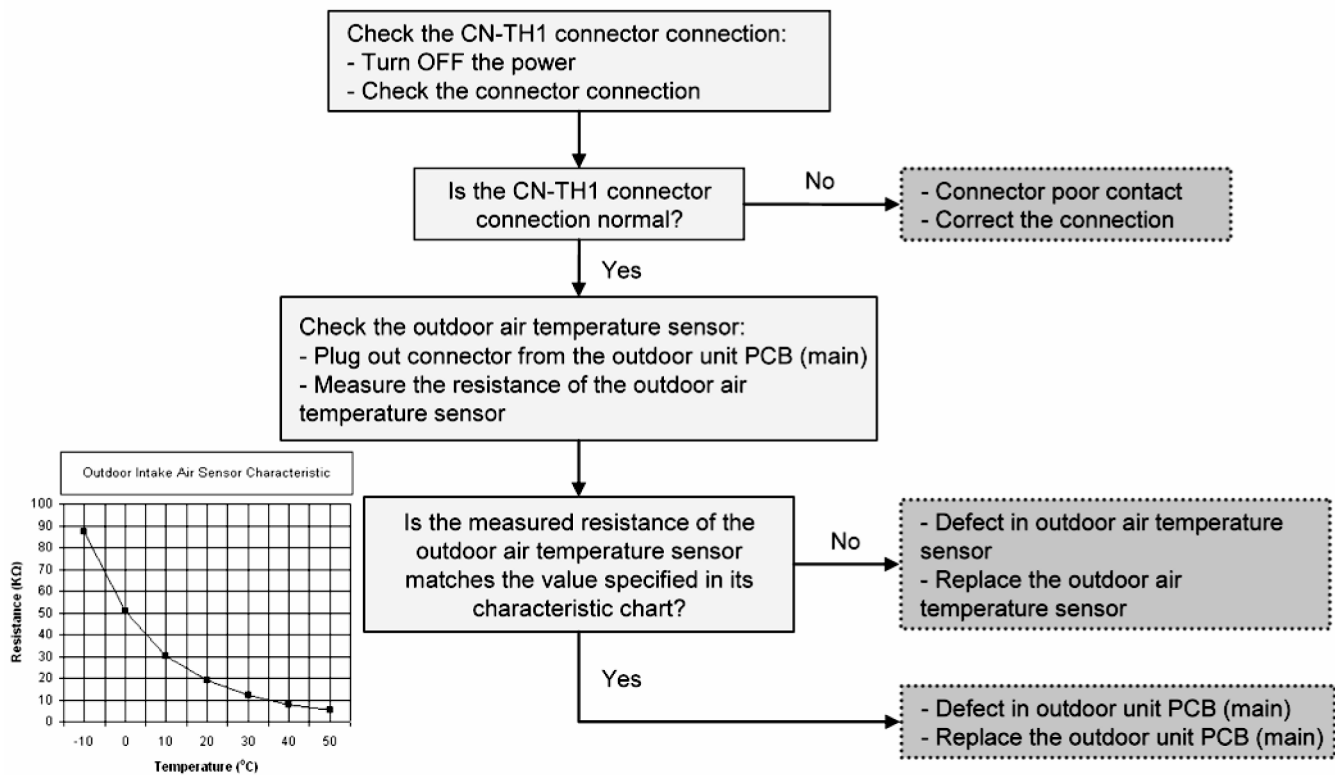 Check the CN-TH1 connector connection:
- Turn OFF the power
- Check the connector connection
Is the CN-TH1 connector
connection normal?
No
- Connector poor contact
- Correct the connection
Yes
Check the outdoor air temperature sensor:
- Plug out connector from the outdoor unit PCB (main)
- Measure the resistance of the outdoor air
temperature sensor
Is the measured resistance of the
outdoor air temperature sensor
matches the value specified in its
characteristic chart?
No
- Defect in outdoor air temperature
sensor
- Replace the outdoor air
temperature sensor
Yes
- Defect in outdoor unit PCB (main)
- Replace the outdoor unit PCB (main)
Outdoor Intake Air Sensor Characteristic
Resistance (KΩ)
100
90
80
70
60
50
40
30
20
10
0
-10 0 10 20 30 40 50
Temperature (°C)